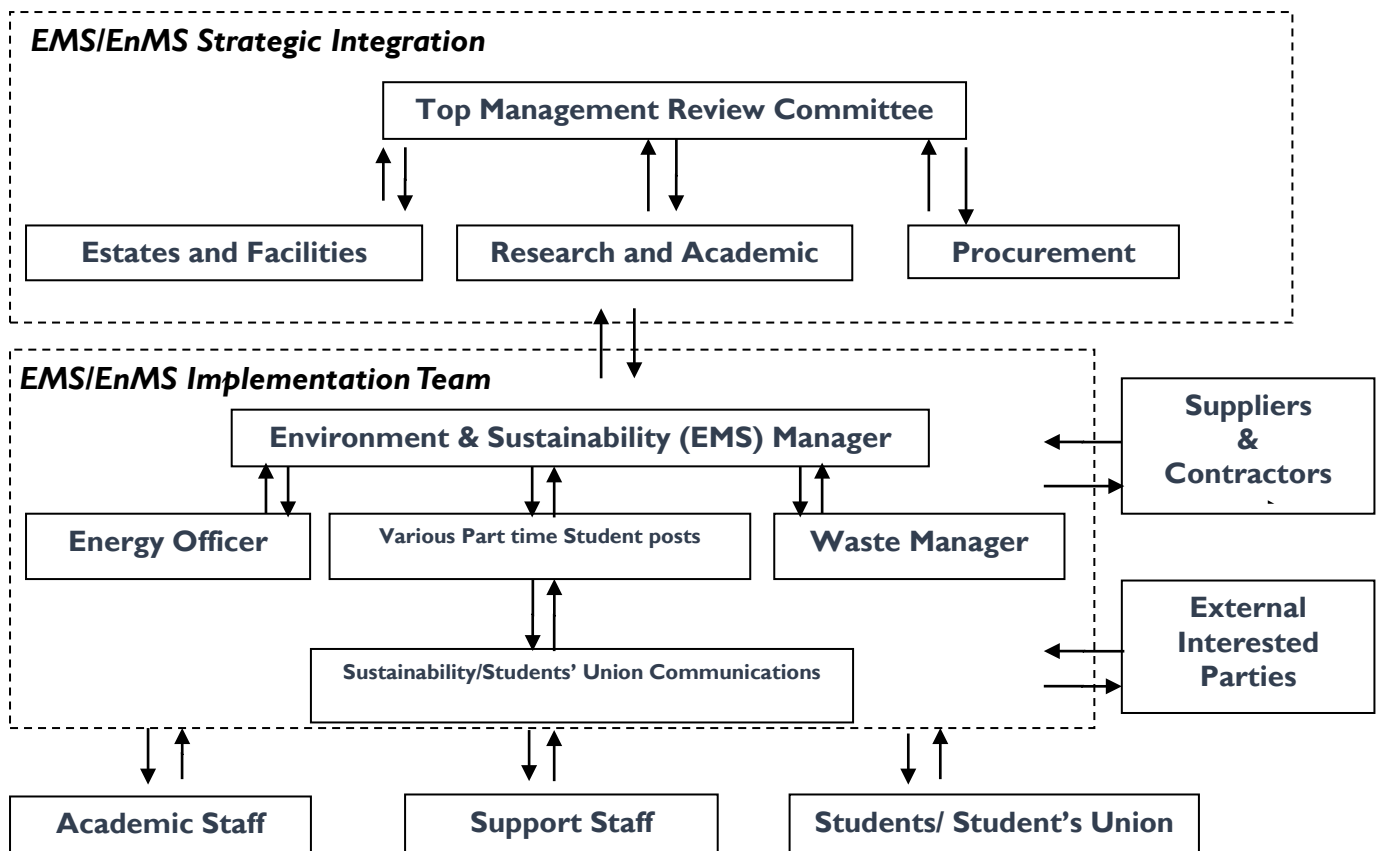 EMS/EnMS Strategic Integration
Top Management Review Committee
Estates and Facilities
Research and Academic
Procurement
EMS/EnMS Implementation Team
Environment & Sustainability (EMS) Manager
Energy Officer
Various Part time Student posts
Waste Manager
Sustainability/Students’ Union Communications
Suppliers
&
Contractors
External
Interested
Parties
Academic Staff
Support Staff
Students/ Student’s Union